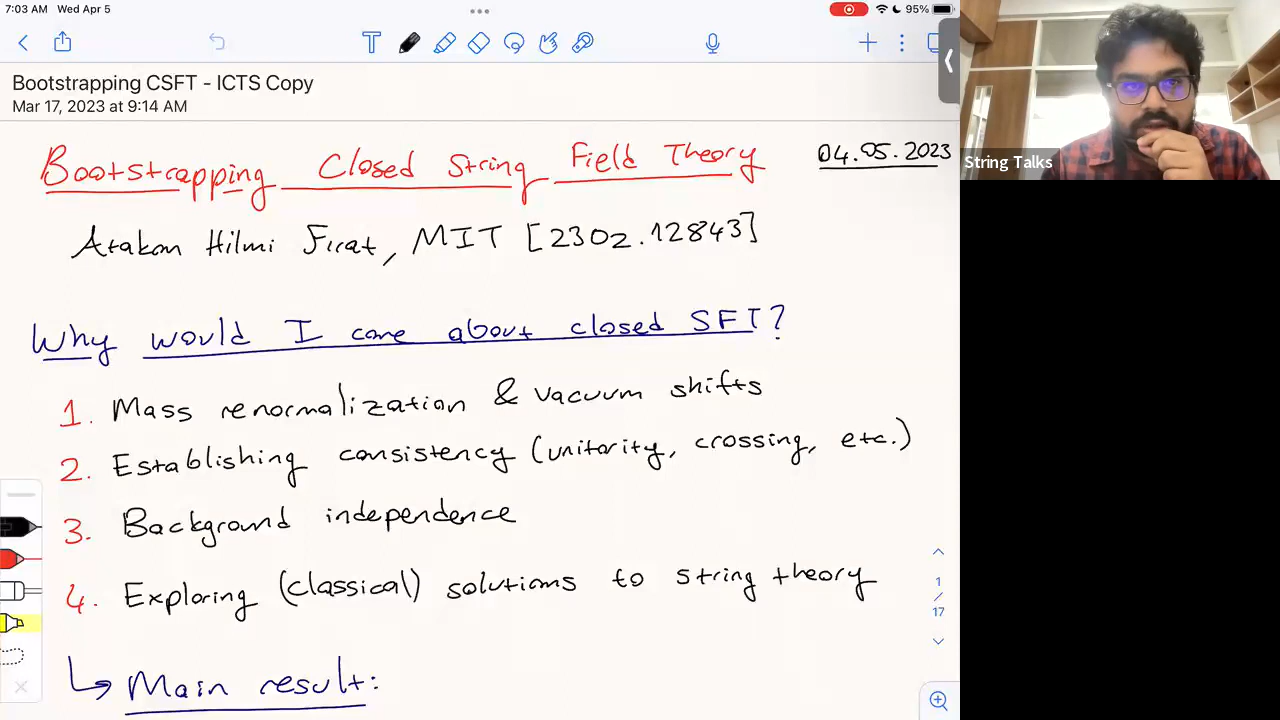 7:03 AM Wed Apr 5
95%
Bootstrapping CSFT - ICTS Copy
Mar 17, 2023 at 9:14 AM
Bootstrapping Closed String Field Theory
04.05.2023
String Talks
Atakan Hilmi Fırat, MIT [2302.12843]
Why would I care about closed SFT?
1. Mass renormalization & vacuum shifts
2. Establishing consistency (unitarity, crossing, etc.)
3. Background independence
4. Exploring (classical) solutions to string theory
1
/
17
Main result: